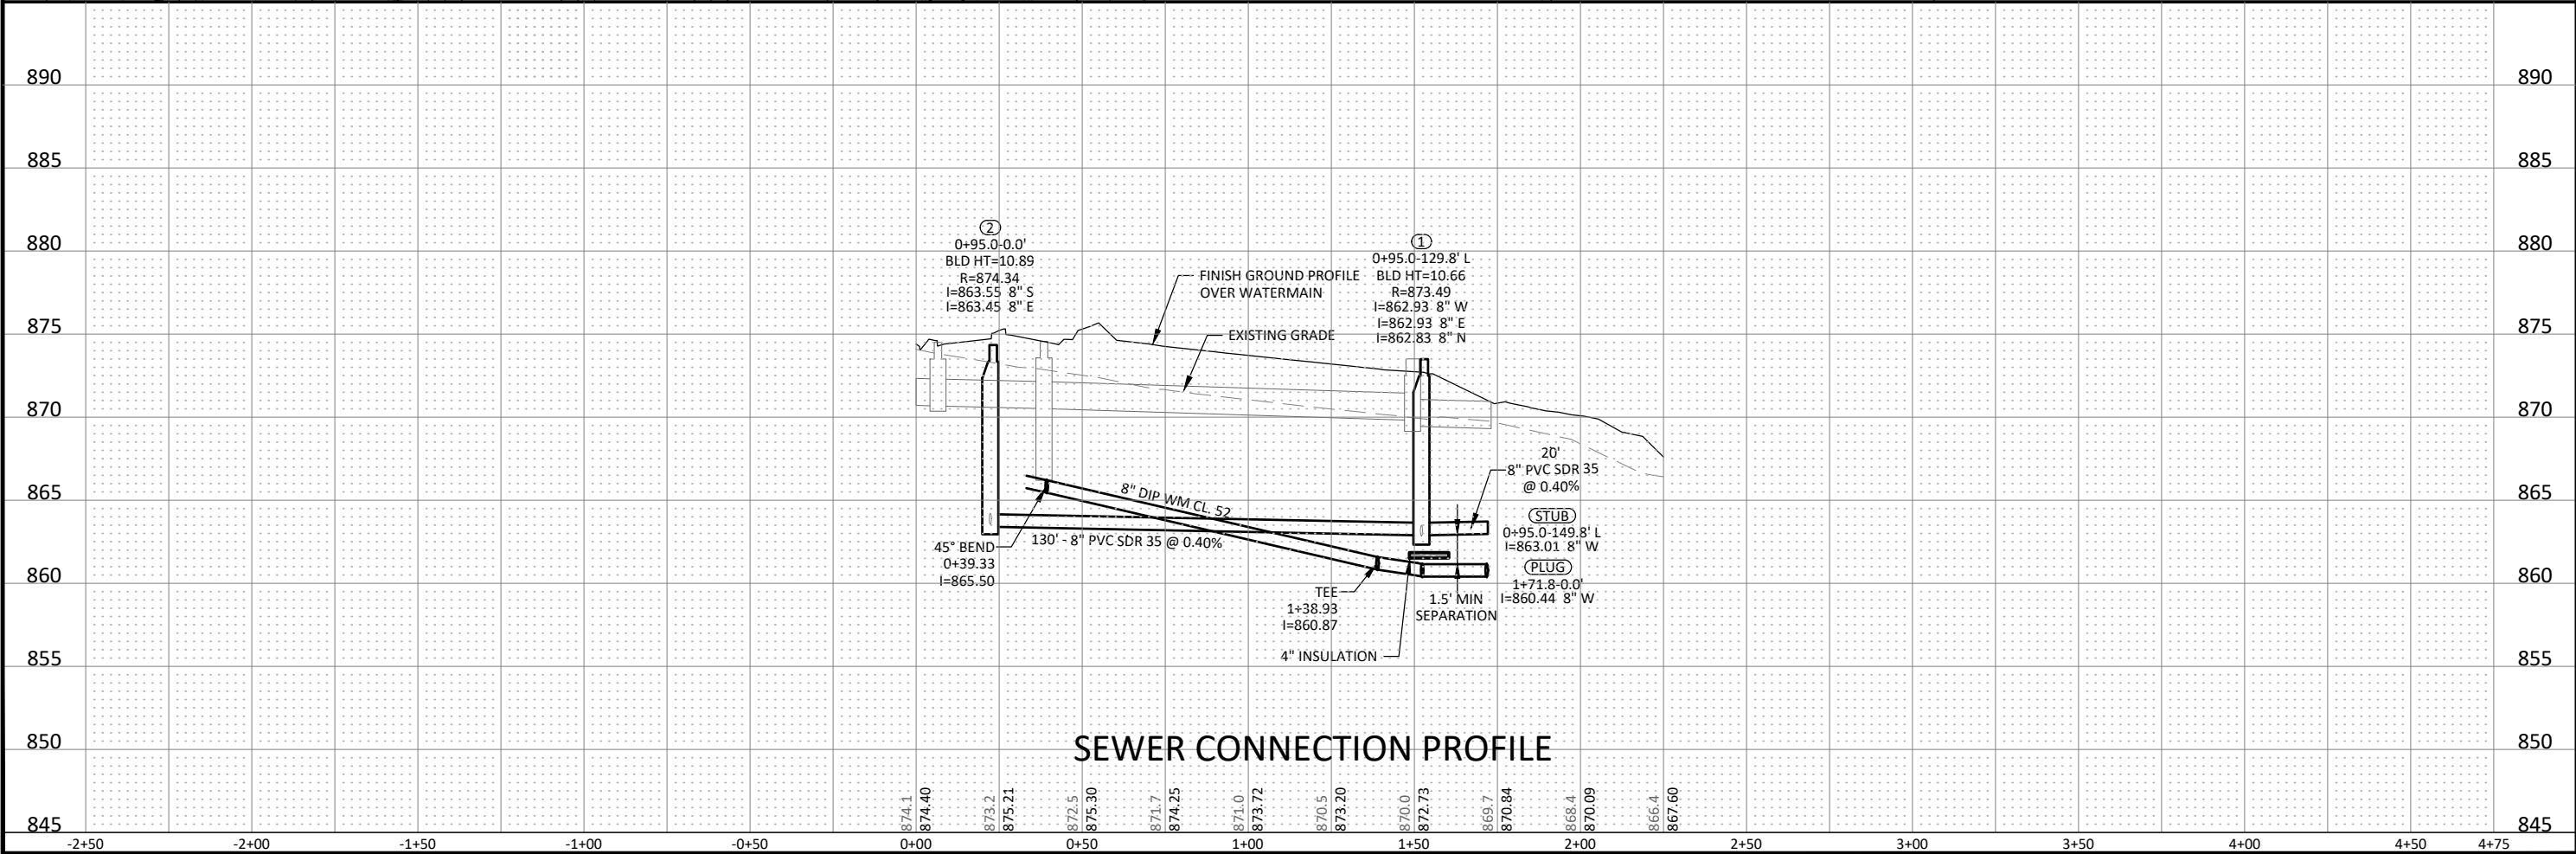 890
890
885
885
880
880
875
875
870
870
865
865
860
860
855
855
850
850
845
845
2
0+95.0-0.0'
BLD HT=10.89
R=874.34
I=863.55 8" S
I=863.45 8" E
FINISH GROUND PROFILE
OVER WATERMAIN
EXISTING GRADE
1
0+95.0-129.8' L
BLD HT=10.66
R=873.49
I=862.93 8" W
I=862.93 8" E
I=862.83 8" N
20'
8" PVC SDR 35
@ 0.40%
8" DIP WM CL. 52
130' - 8" PVC SDR 35 @ 0.40%
45° BEND
0+39.33
I=865.50
STUB
0+95.0-149.8' L
I=863.01 8" W
PLUG
1+71.8-0.0'
I=860.44 8" W
TEE
1+38.93
I=860.87
1.5' MIN
SEPARATION
4" INSULATION
SEWER CONNECTION PROFILE
874.1
874.40
873.2
875.21
872.5
875.30
871.7
874.25
871.0
873.72
870.5
873.20
870.0
872.73
869.7
870.84
868.4
870.09
866.4
867.60
-2+50
-2+00
-1+50
-1+00
-0+50
0+00
0+50
1+00
1+50
2+00
2+50
3+00
3+50
4+00
4+50
4+75